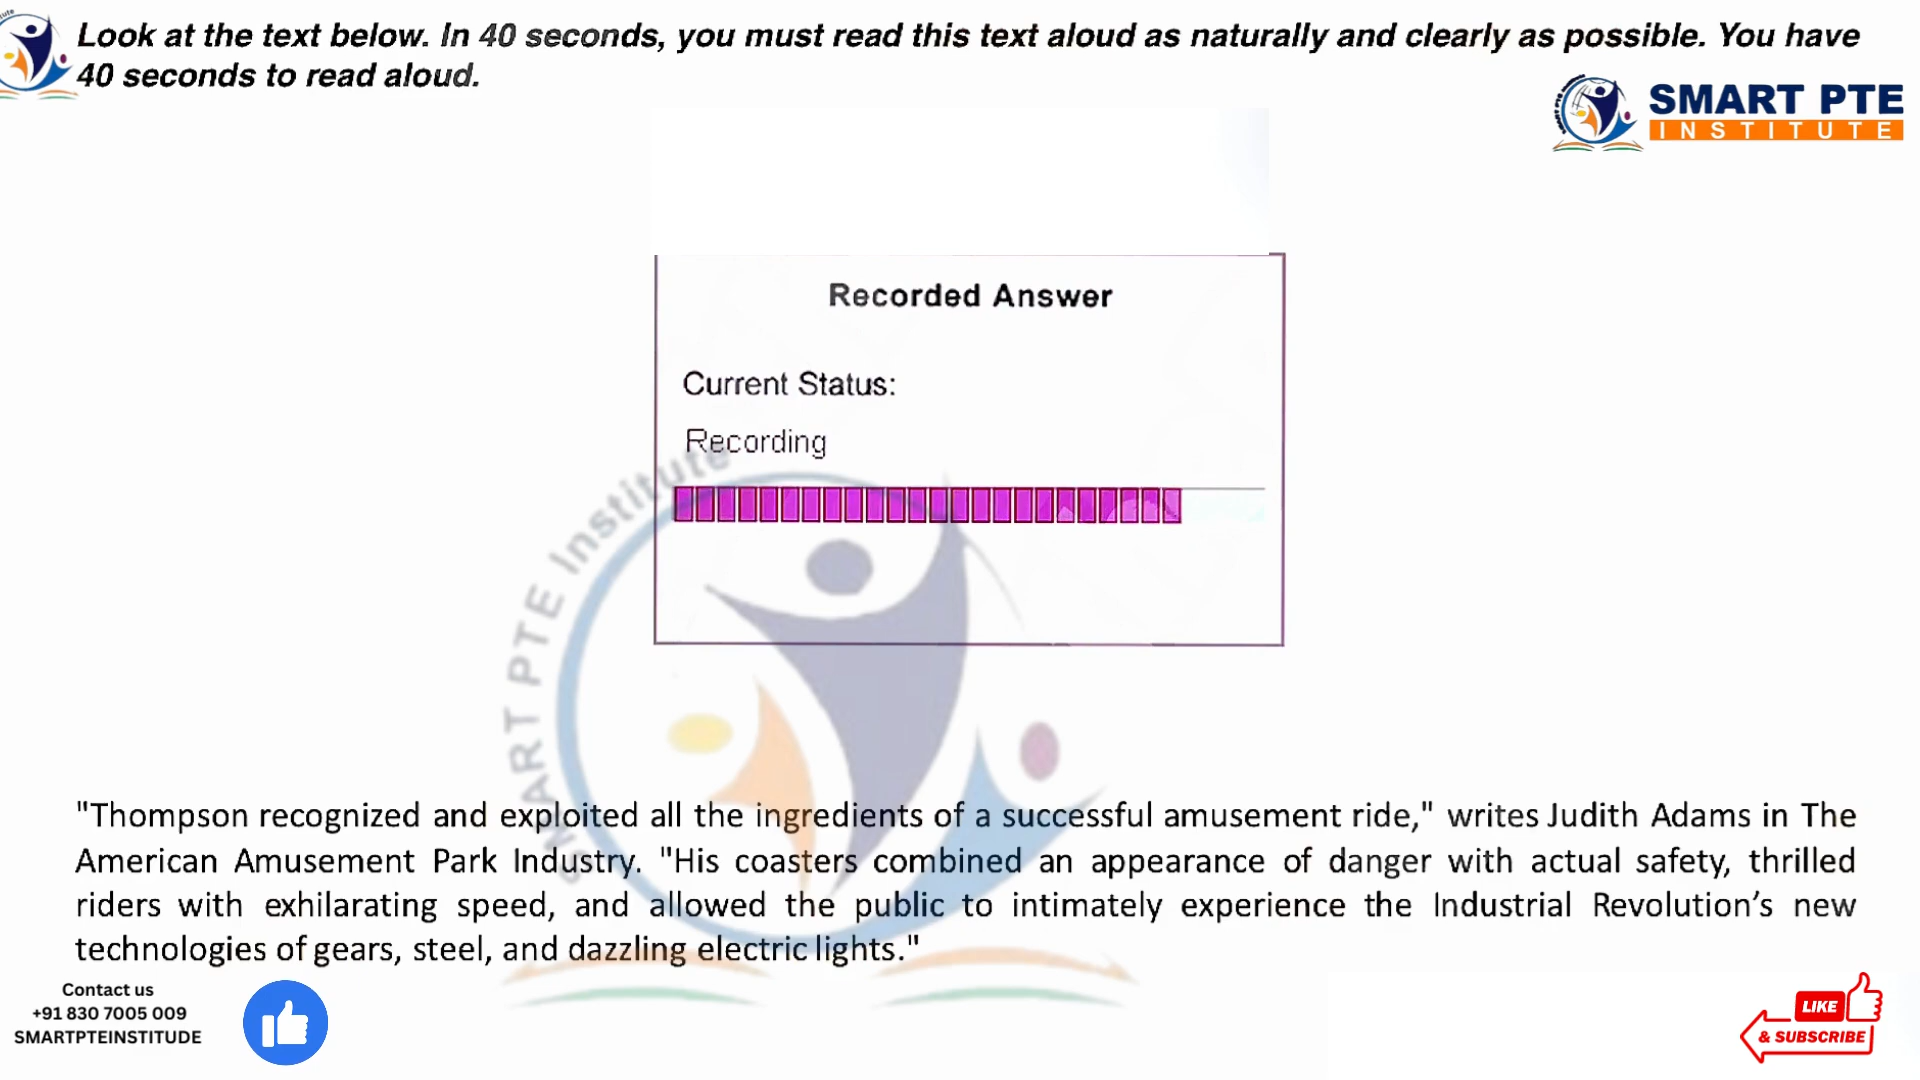 Look at the text below. In 40 seconds, you must read this text aloud as naturally and clearly as possible. You have
40 seconds to read aloud.
SMART PTE
INSTITUTE
Recorded Answer
Current Status:
Recording
SMART PTE Institute
"Thompson recognized and exploited all the ingredients of a successful amusement ride," writes Judith Adams in The
American Amusement Park Industry. "His coasters combined an appearance of danger with actual safety, thrilled
riders with exhilarating speed, and allowed the public to intimately experience the Industrial Revolution’s new
technologies of gears, steel, and dazzling electric lights."
Contact us
+91 830 7005 009
SMARTPTEINSTITUDE
LIKE
& SUBSCRIBE